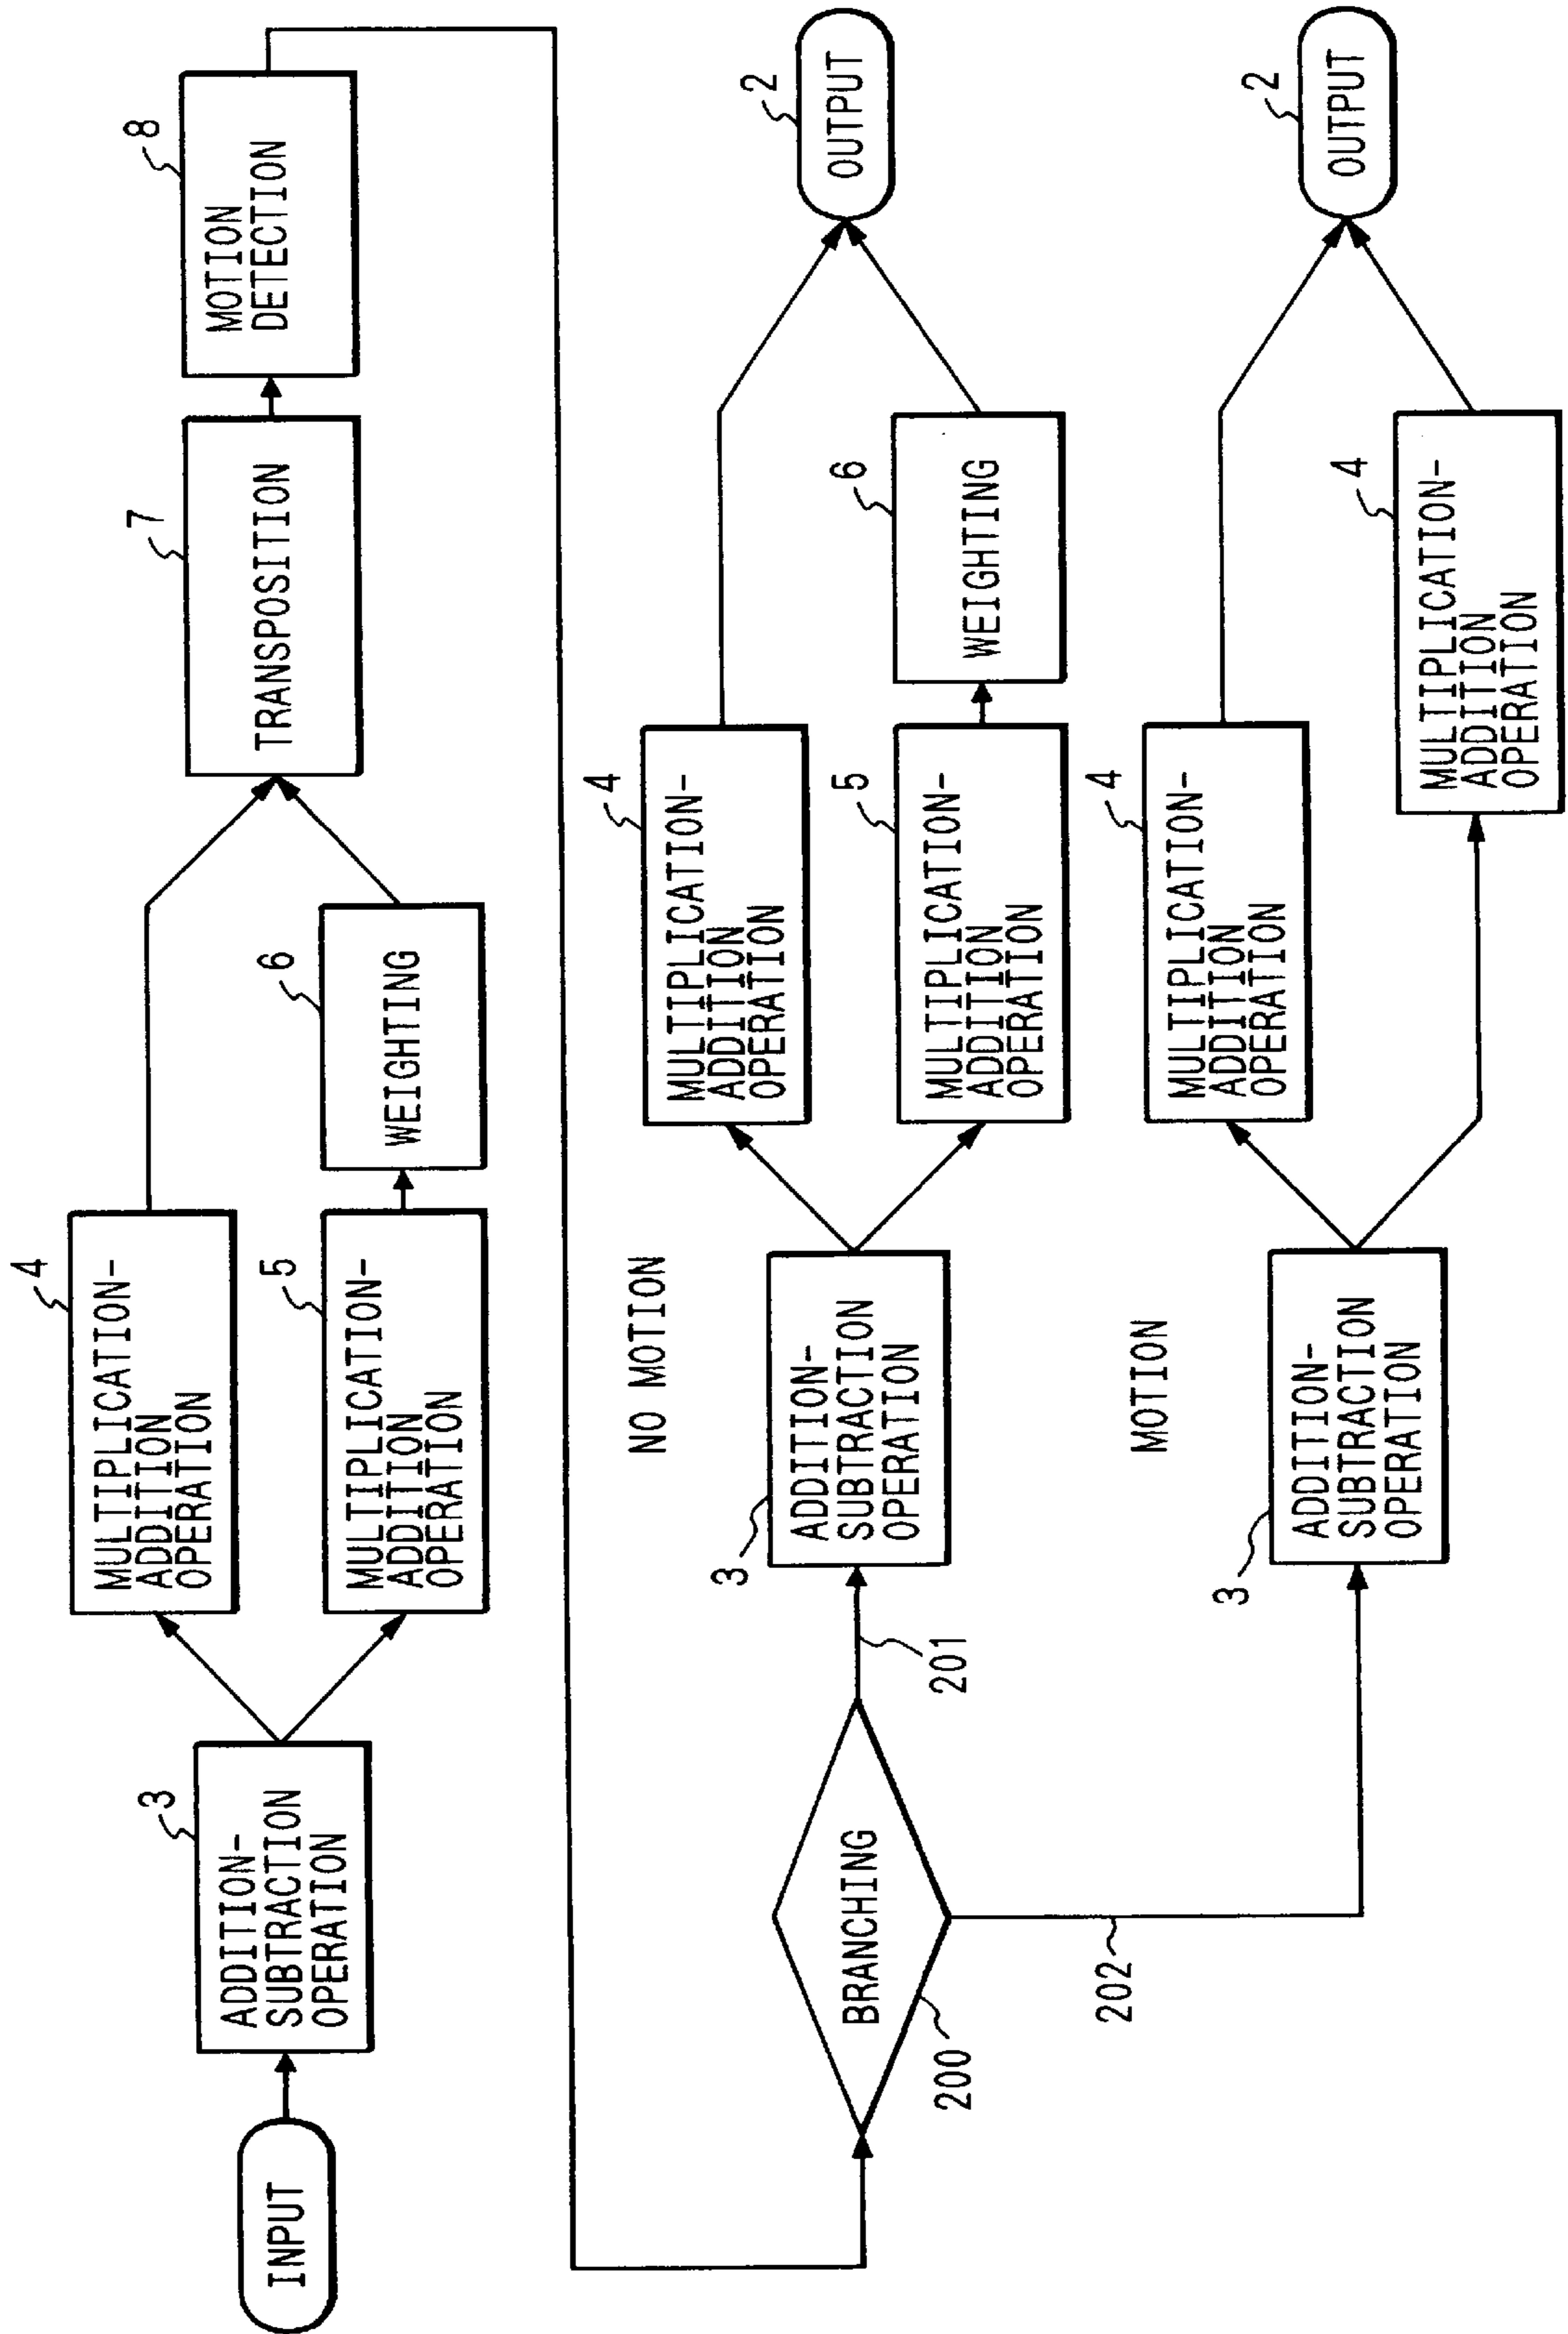 INPUT
3
ADDITION-
SUBTRACTION
OPERATION
4
MULTIPLICATION-
ADDITION
OPERATION
5
MULTIPLICATION-
ADDITION
OPERATION
6
WEIGHTING
7
TRANSPOSITION
8
MOTION
DETECTION
BRANCHING
200
201
202
NO MOTION
3
ADDITION-
SUBTRACTION
OPERATION
4
MULTIPLICATION-
ADDITION
OPERATION
5
MULTIPLICATION-
ADDITION
OPERATION
6
WEIGHTING
2
OUTPUT
MOTION
3
ADDITION-
SUBTRACTION
OPERATION
4
MULTIPLICATION-
ADDITION
OPERATION
4
MULTIPLICATION-
ADDITION
OPERATION
2
OUTPUT